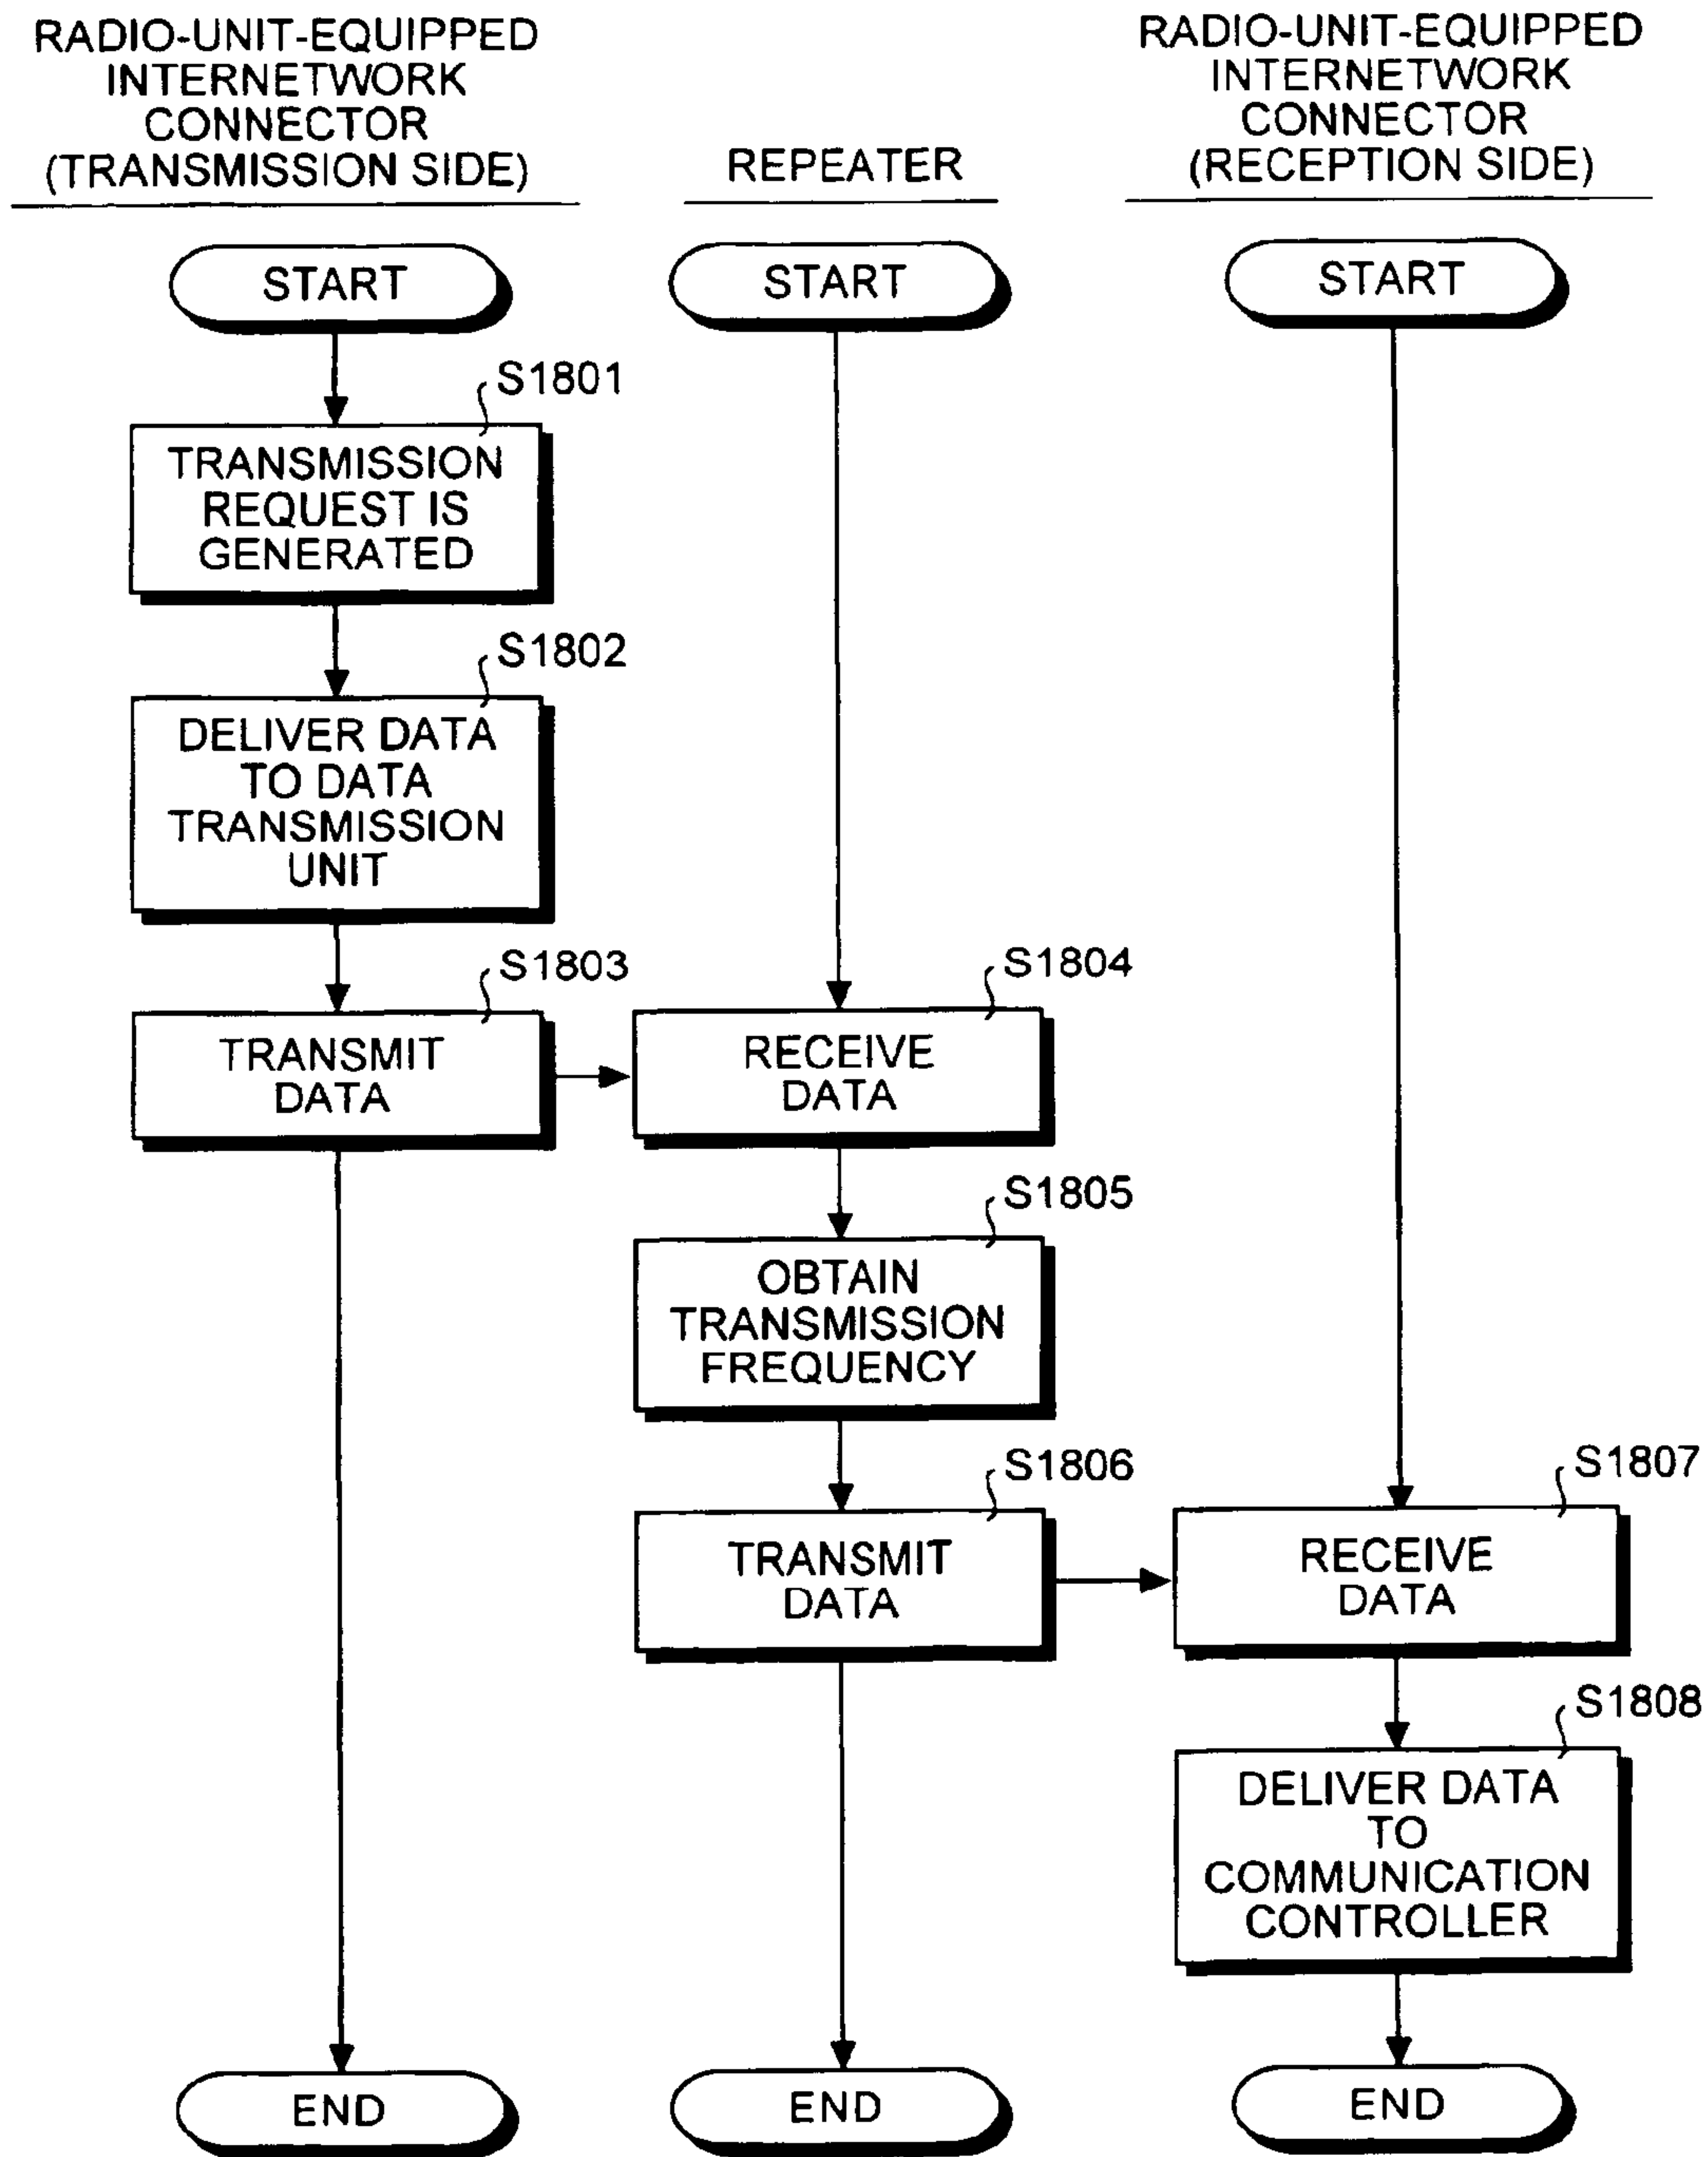 RADIO-UNIT-EQUIPPED
INTERNETWORK
CONNECTOR
(TRANSMISSION SIDE)
REPEATER
RADIO-UNIT-EQUIPPED
INTERNETWORK
CONNECTOR
(RECEPTION SIDE)
START
START
START
S1801
TRANSMISSION
REQUEST IS
GENERATED
S1802
DELIVER DATA
TO DATA
TRANSMISSION
UNIT
S1803
TRANSMIT
DATA
S1804
RECEIVE
DATA
S1805
OBTAIN
TRANSMISSION
FREQUENCY
S1806
TRANSMIT
DATA
S1807
RECEIVE
DATA
S1808
DELIVER DATA
TO
COMMUNICATION
CONTROLLER
END
END
END